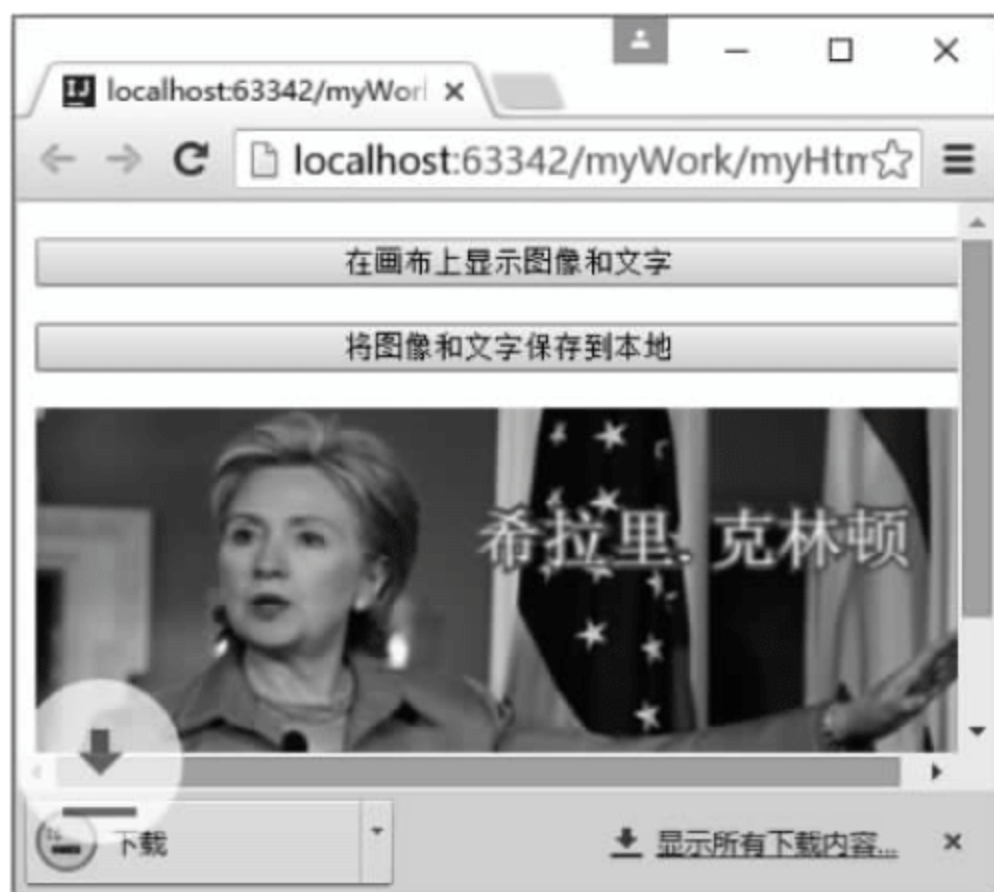 localhost:63342/myWorl
localhost:63342/myWork/myHtm
在画布上显示图像和文字
将图像和文字保存到本地
希拉里.克林顿
下载
显示所有下载内容...